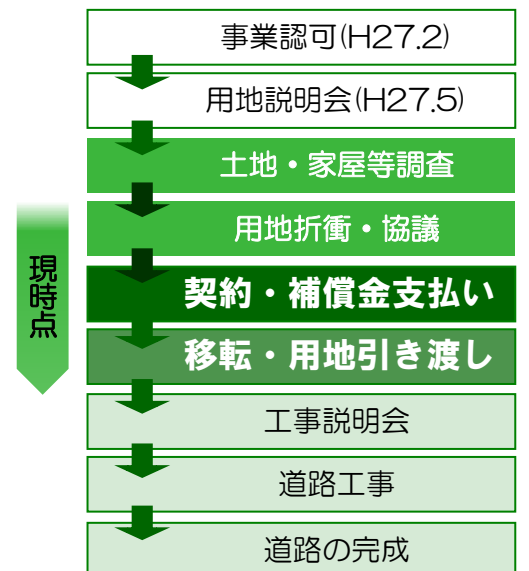 事業認可(H27.2)
用地説明会(H27.5)
土地・家屋等調査
用地折衝・協議
現時点
契約・補償金支払い
移転・用地引き渡し
工事説明会
道路工事
道路の完成